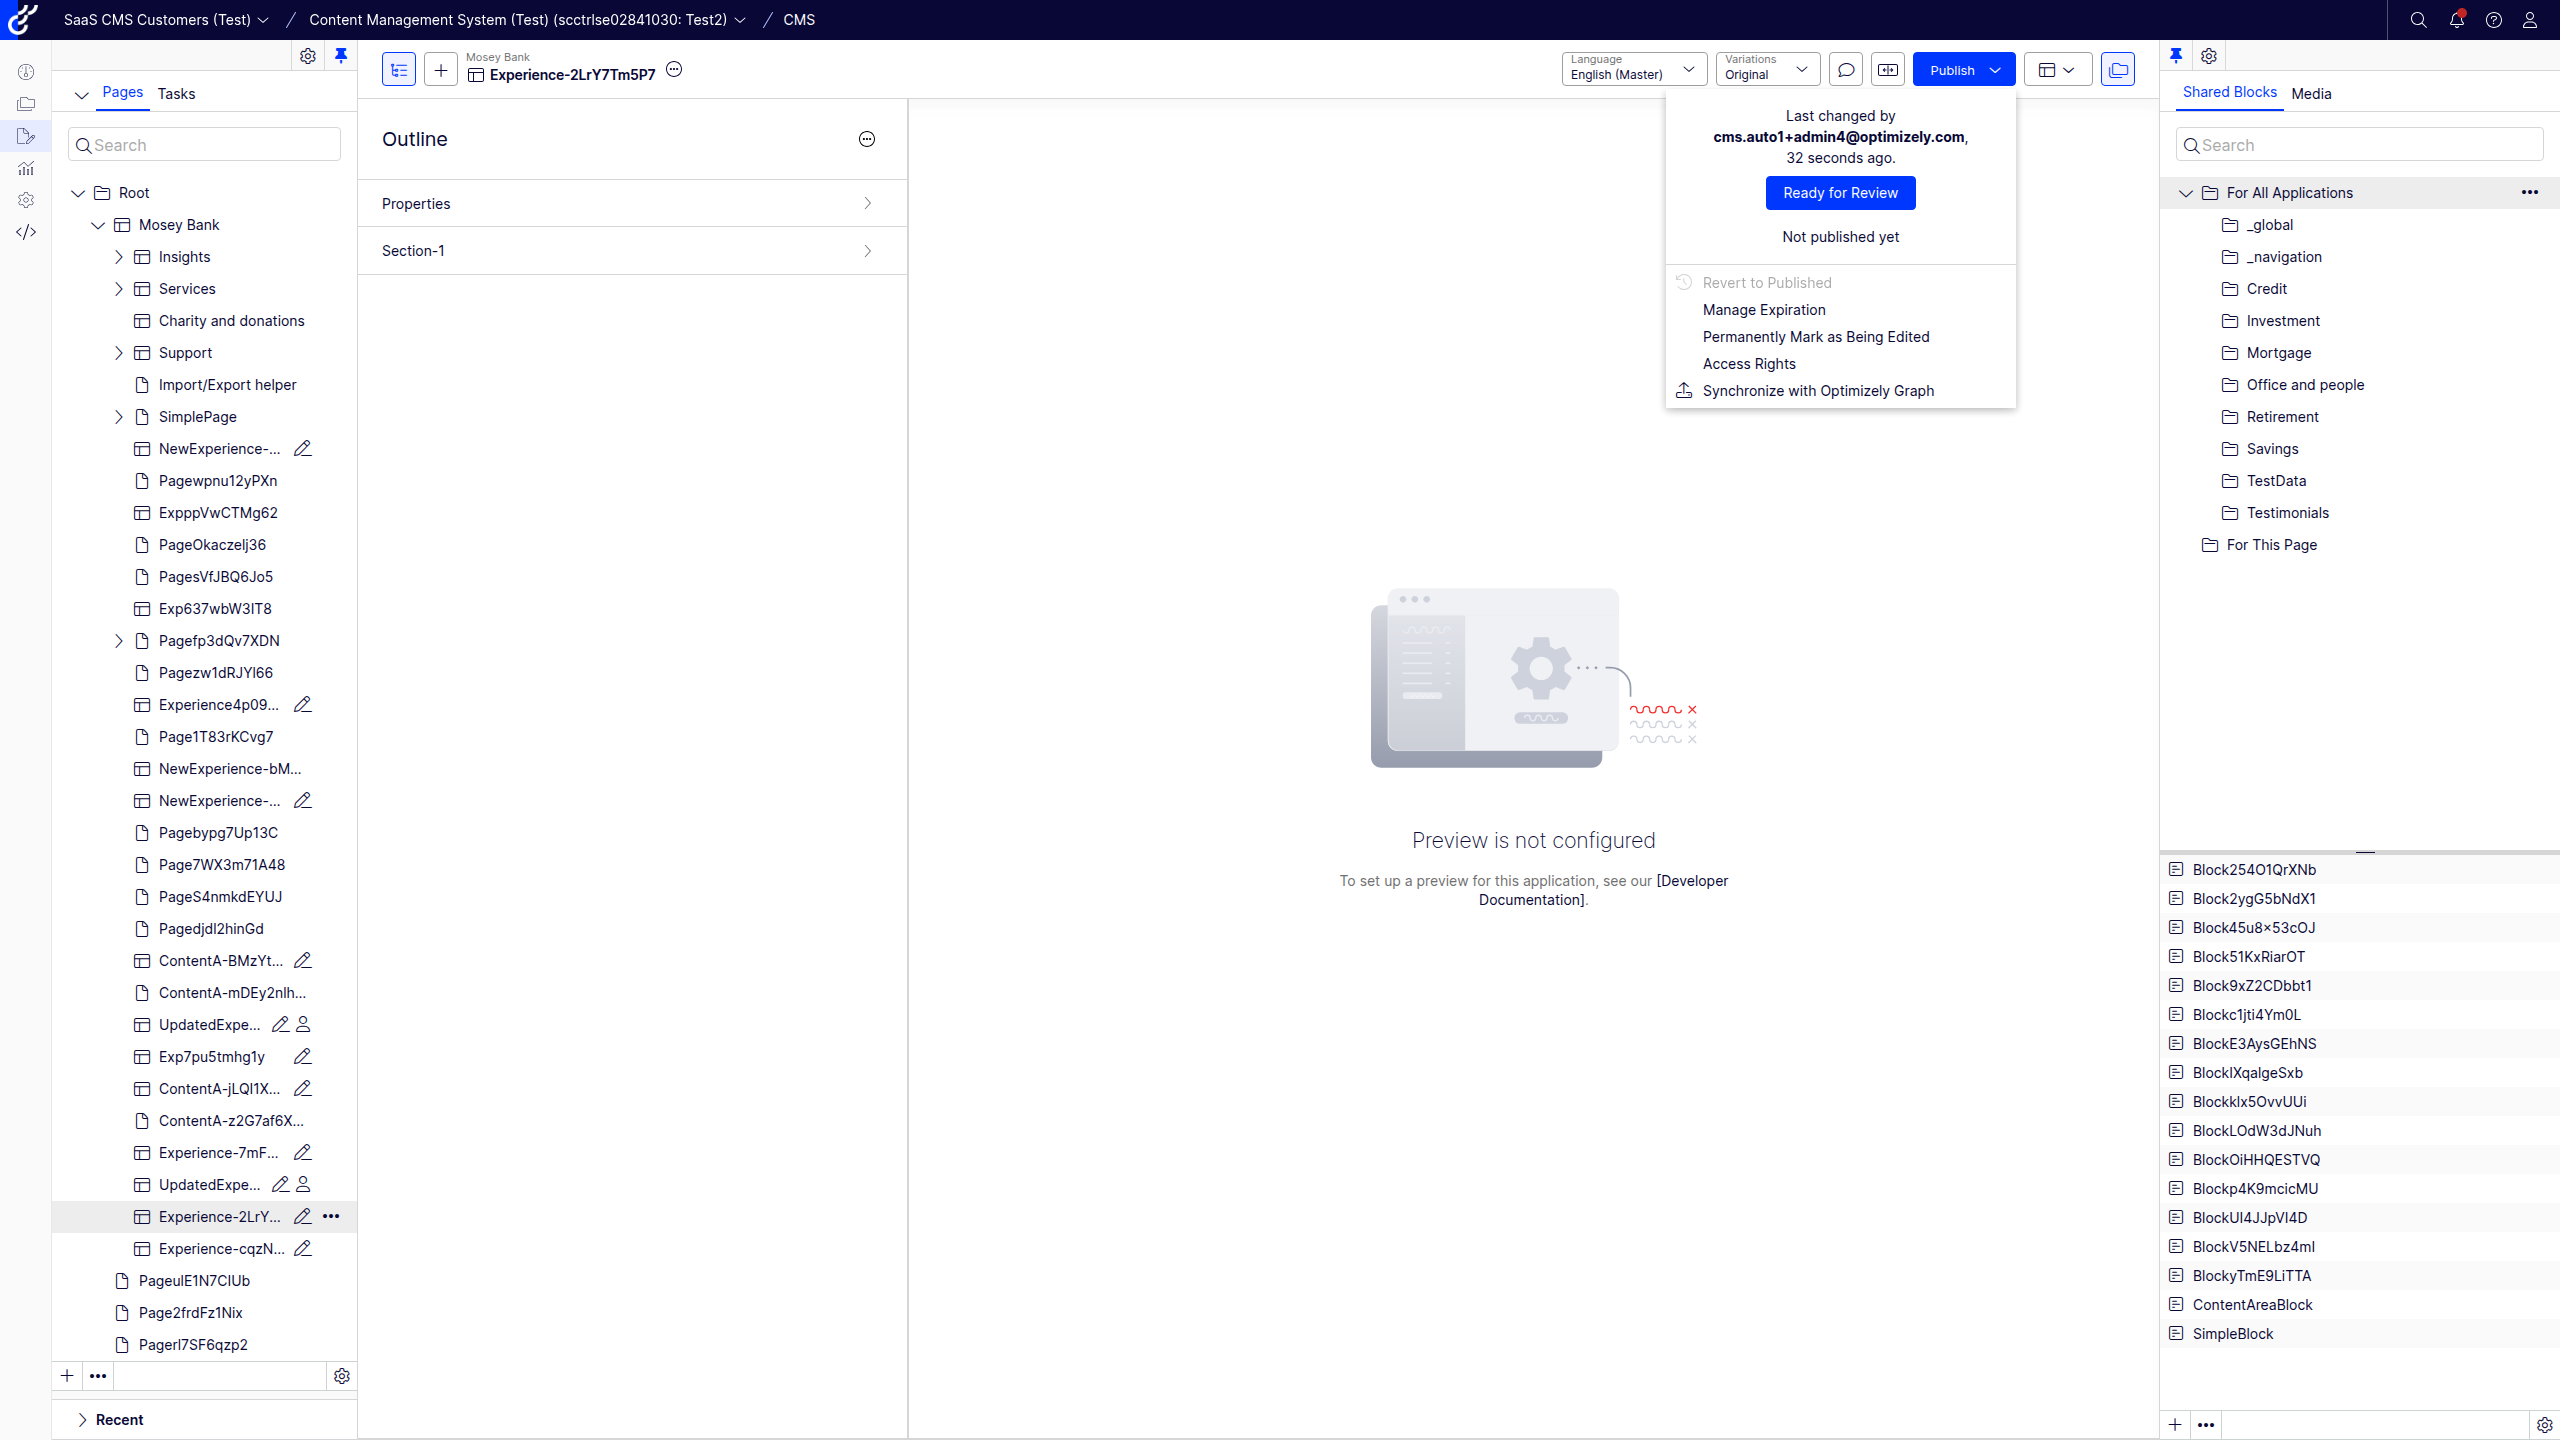 SaaS CMS Customers (Test)
Content Management System (Test) (scctrlse02841030: Test2)
CMS
Pages
Tasks
Search
Root
Mosey Bank
Insights
Services
Charity and donations
Support
Import/Export helper
SimplePage
NewExperience-...
Pagewpnu12yPXn
ExpppVwCTMg62
PageOkaczelj36
PagesVfJBQ6Jo5
Exp637wbW3IT8
Pagefp3dQv7XDN
Pagezw1dRJYl66
Experience4p09...
Page1T83rKCvg7
NewExperience-bM...
NewExperience-...
Pagebypg7Up13C
Page7WX3m71A48
PageS4nmkdEYUJ
Pagedjdl2hinGd
ContentA-BMzYt...
ContentA-mDEy2nlh...
UpdatedExpe...
Exp7pu5tmhg1y
ContentA-jLQI1X...
ContentA-z2G7af6X...
Experience-7mF...
UpdatedExpe...
Experience-2LrY...
Experience-cqzN...
PageulE1N7ClUb
Page2frdFz1Nix
Pagerl7SF6qzp2
Recent
Mosey Bank
Experience-2LrY7Tm5P7
Language
English (Master)
Variations
Original
Publish
Outline
Properties
Section-1
Last changed by
cms.auto1+admin4@optimizely.com,
32 seconds ago.
Ready for Review
Not published yet
Revert to Published
Manage Expiration
Permanently Mark as Being Edited
Access Rights
Synchronize with Optimizely Graph
Preview is not configured
To set up a preview for this application, see our [Developer
Documentation].
Shared Blocks
Media
Search
For All Applications
_global
_navigation
Credit
Investment
Mortgage
Office and people
Retirement
Savings
TestData
Testimonials
For This Page
Block254O1QrXNb
Block2ygG5bNdX1
Block45u8x53cOJ
Block51KxRiarOT
Block9xZ2CDbbt1
Blockc1jti4Ym0L
BlockE3AysGEhNS
BlocklXqalgeSxb
Blockklx5OvvUUi
BlockLOdW3dJNuh
BlockOiHHQESTVQ
Blockp4K9mcicMU
BlockUI4JJpVl4D
BlockV5NELbz4ml
BlockyTmE9LiTTA
ContentAreaBlock
SimpleBlock